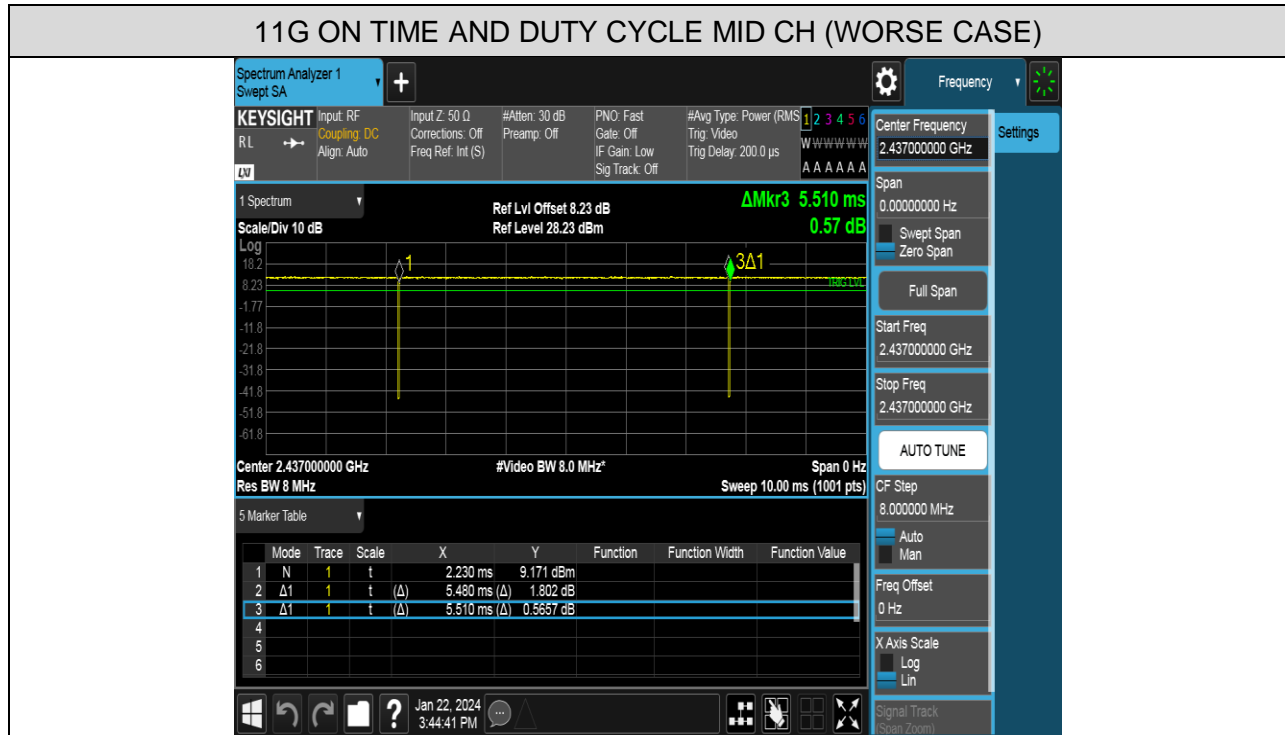 11G ON TIME AND DUTY CYCLE MID CH (WORSE CASE)
Spectrum Analyzer 1
Swept SA
+
Frequency
KEYSIGHT
RL
LXI
Input: RF
Coupling: DC
Align: Auto
Input Z: 50 Ω
Corrections: Off
Freq Ref: Int (S)
#Atten: 30 dB
Preamp: Off
PNO: Fast
Gate: Off
IF Gain: Low
Sig Track: Off
#Avg Type: Power (RMS
Trig: Video
Trig Delay: 200.0 µs
1 2 3 4 5 6
W W W W W W
A A A A A A
1 Spectrum
Scale/Div 10 dB
Ref Lvl Offset 8.23 dB
Ref Level 28.23 dBm
ΔMkr3 5.510 ms
0.57 dB
Log
18.2
8.23
-1.77
-11.8
-21.8
-31.8
-41.8
-51.8
-61.8
1
3Δ1
TRIG LVL
Center 2.437000000 GHz
#Video BW 8.0 MHz*
Span 0 Hz
Res BW 8 MHz
Sweep 10.00 ms (1001 pts)
5 Marker Table
Mode Trace Scale X Y Function Function Width Function Value
1 N 1 t 2.230 ms 9.171 dBm
2 Δ1 1 t (Δ) 5.480 ms (Δ) 1.802 dB
3 Δ1 1 t (Δ) 5.510 ms (Δ) 0.5657 dB
4
5
6
?
Jan 22, 2024
3:44:41 PM
Center Frequency
2.437000000 GHz
Settings
Span
0.00000000 Hz
Swept Span
Zero Span
Full Span
Start Freq
2.437000000 GHz
Stop Freq
2.437000000 GHz
AUTO TUNE
CF Step
8.000000 MHz
Auto
Man
Freq Offset
0 Hz
X Axis Scale
Log
Lin
Signal Track
(Span Zoom)